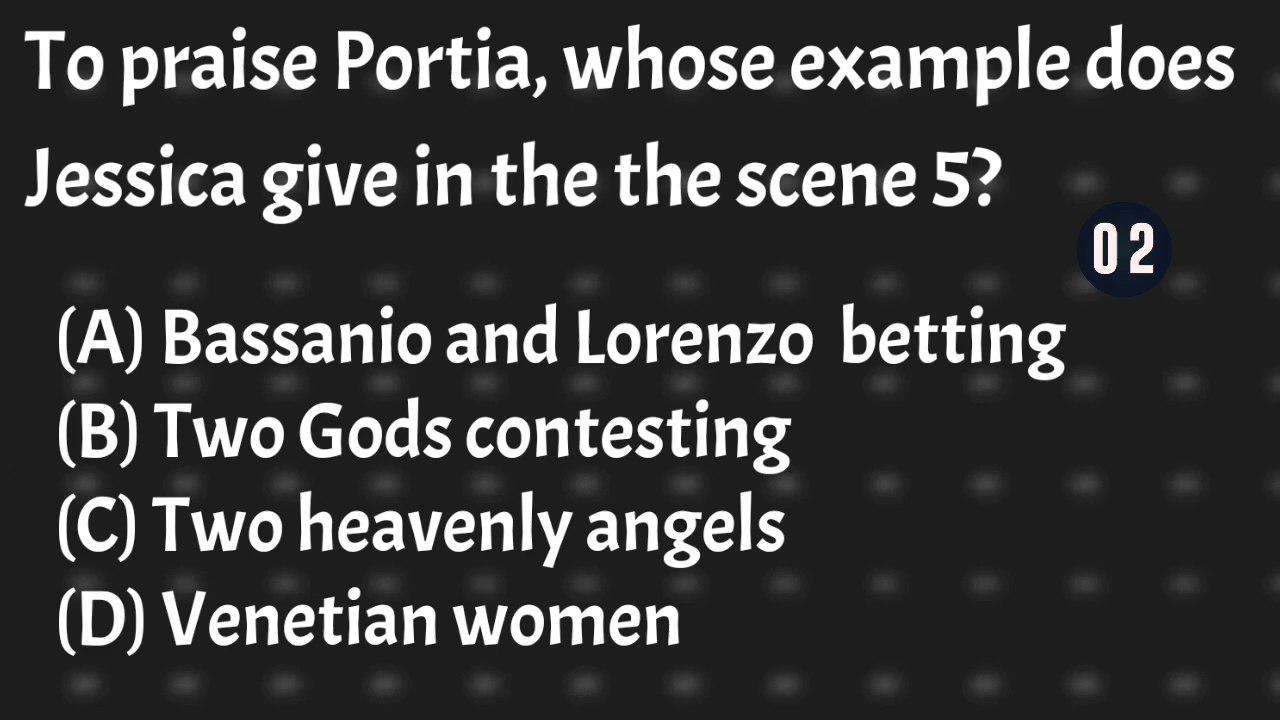 To praise Portia, whose example does
Jessica give in the the scene 5?
02
(A) Bassanio and Lorenzo betting
(B) Two Gods contesting
(C) Two heavenly angels
(D) Venetian women